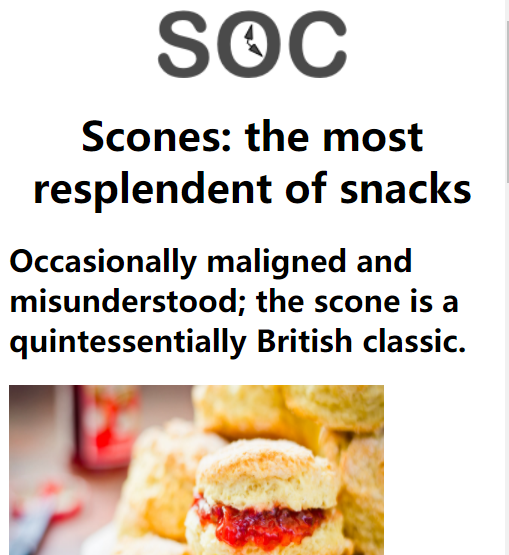 SOC
Scones: the most
resplendent of snacks
Occasionally maligned and
misunderstood; the scone is a
quintessentially British classic.